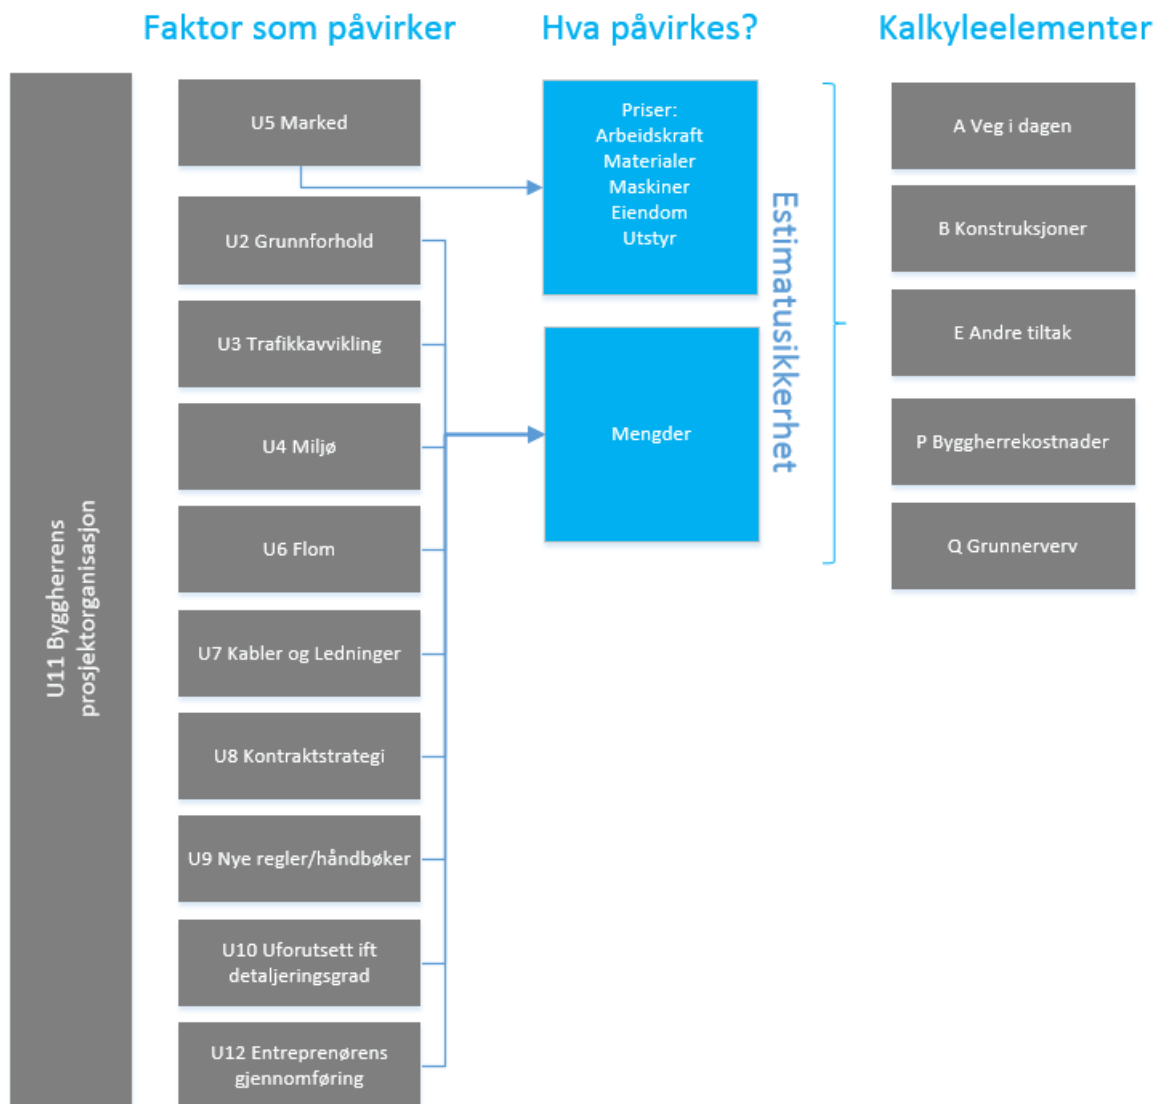 Faktor som påvirker
Hva påvirkes?
Kalkyleelementer
U11 Byggherrens
prosjektorganisasjon
U5 Marked
U2 Grunnforhold
U3 Trafikkavvikling
U4 Miljø
U6 Flom
U7 Kabler og Ledninger
U8 Kontraktstrategi
U9 Nye regler/håndbøker
U10 Uforutsett ift
detaljeringsgrad
U12 Entreprenørens
gjennomføring
Priser:
Arbeidskraft
Materialer
Maskiner
Eiendom
Utstyr
Mengder
Estimatusikkerhet
A Veg i dagen
B Konstruksjoner
E Andre tiltak
P Byggherrekostnader
Q Grunnerverv